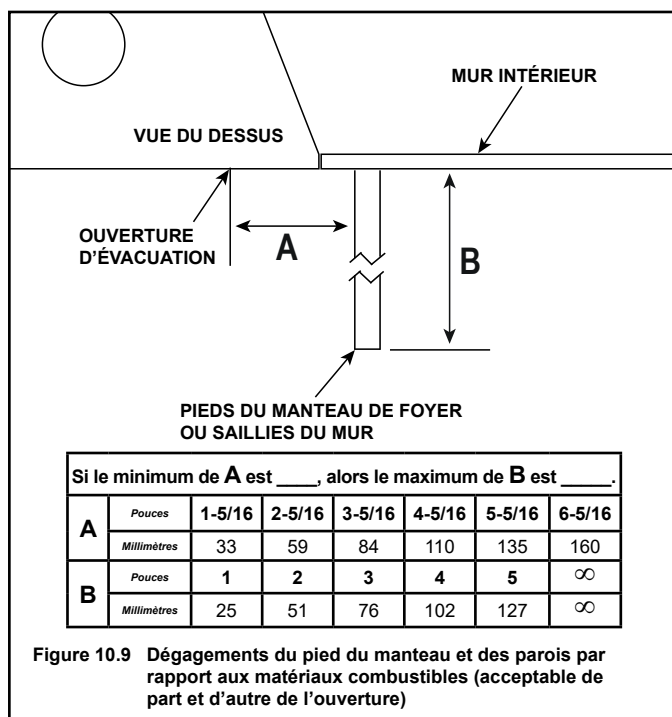 MUR INTÉRIEUR
VUE DU DESSUS
OUVERTURE
D’ÉVACUATION
A
B
PIEDS DU MANTEAU DE FOYER
OU SAILLIES DU MUR
Si le minimum de A est ____, alors le maximum de B est _____.
A Pouces 1-5/16 2-5/16 3-5/16 4-5/16 5-5/16 6-5/16
Millimètres 33 59 84 110 135 160
B Pouces 1 2 3 4 5 ∞
Millimètres 25 51 76 102 127 ∞
Figure 10.9 Dégagements du pied du manteau et des parois par
rapport aux matériaux combustibles (acceptable de
part et d’autre de l’ouverture)